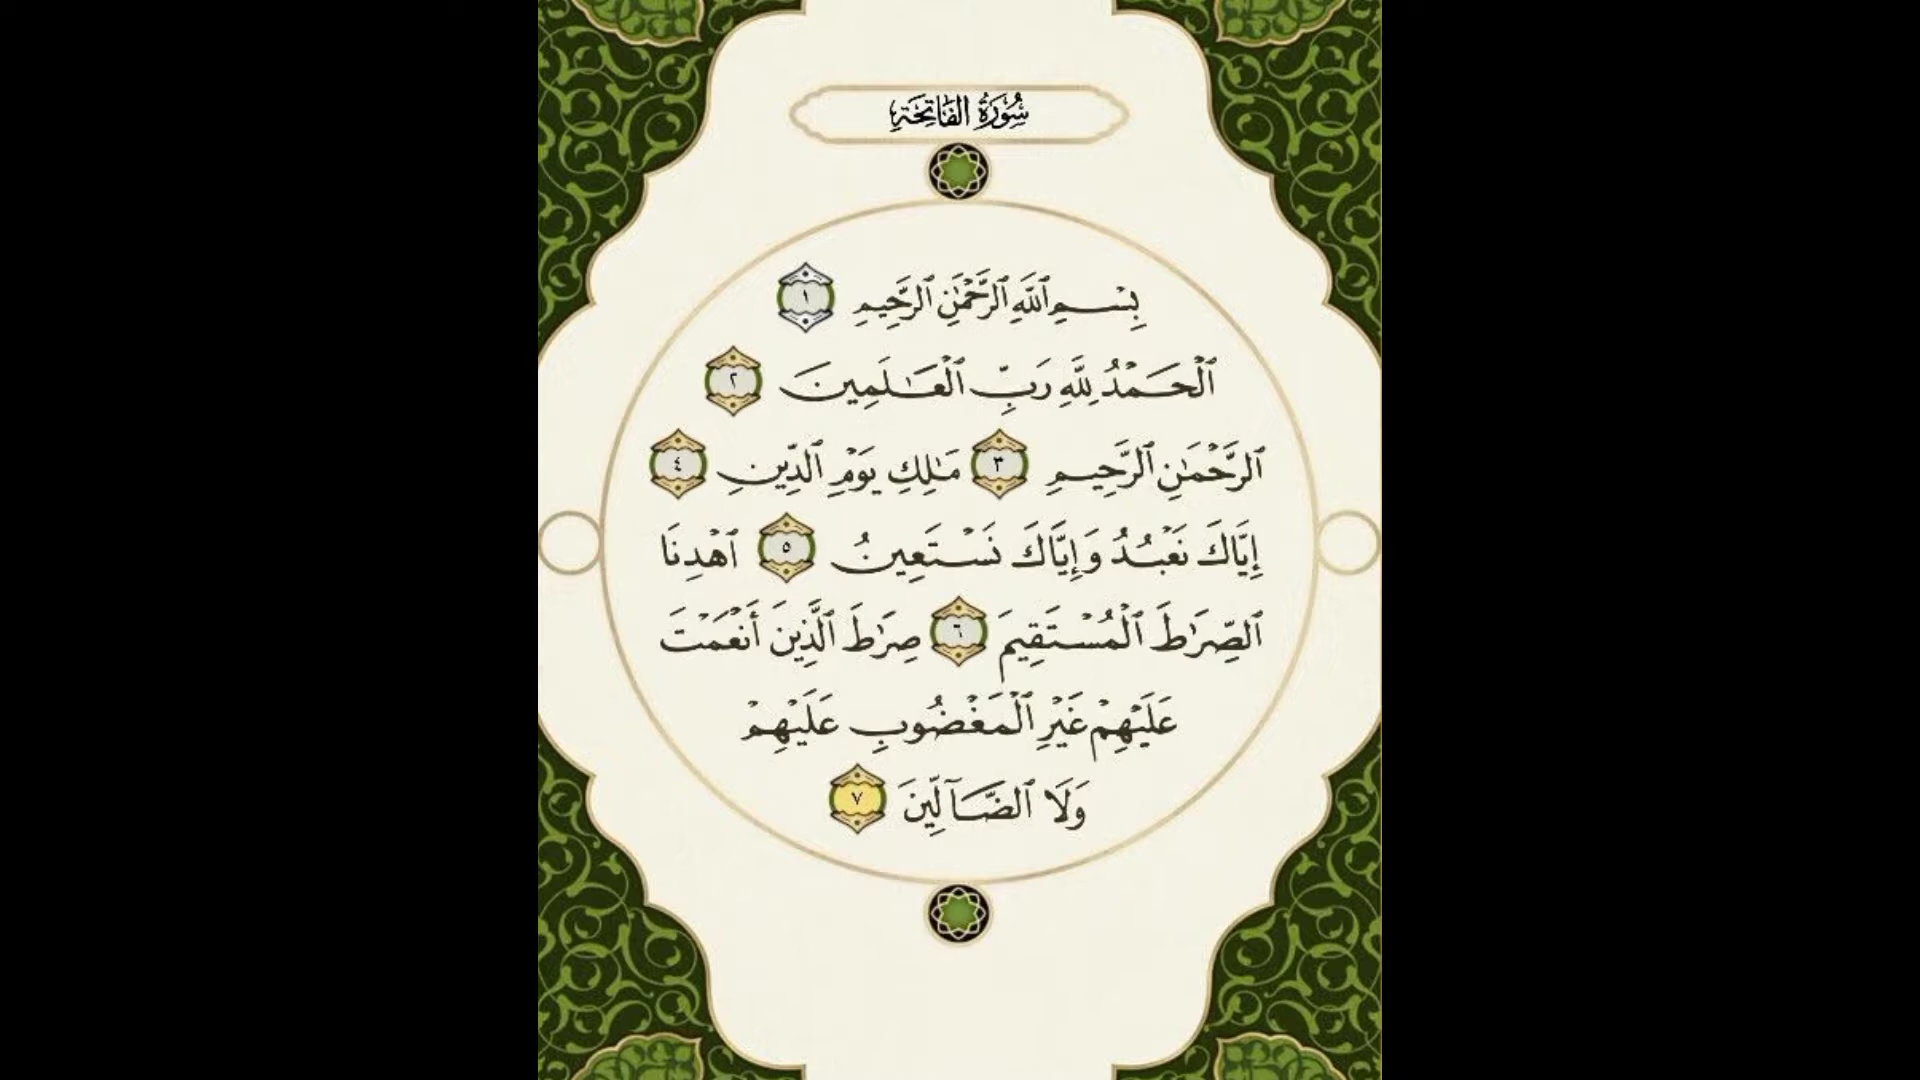 سُورَةُ الفَاتِحَةِ
بِسْمِ ٱللَّهِ ٱلرَّحْمَٰنِ ٱلرَّحِيمِ ١
ٱلْحَمْدُ لِلَّهِ رَبِّ ٱلْعَـٰلَمِينَ ٢
ٱلرَّحْمَـٰنِ ٱلرَّحِيمِ ٣ مَـٰلِكِ يَوْمِ ٱلدِّينِ ٤
إِيَّاكَ نَعْبُدُ وَإِيَّاكَ نَسْتَعِينُ ٥ ٱهْدِنَا
ٱلصِّرَٰطَ ٱلْمُسْتَقِيمَ ٦ صِرَٰطَ ٱلَّذِينَ أَنْعَمْتَ
عَلَيْهِمْ غَيْرِ ٱلْمَغْضُوبِ عَلَيْهِمْ
وَلَا ٱلضَّآلِّينَ ٧